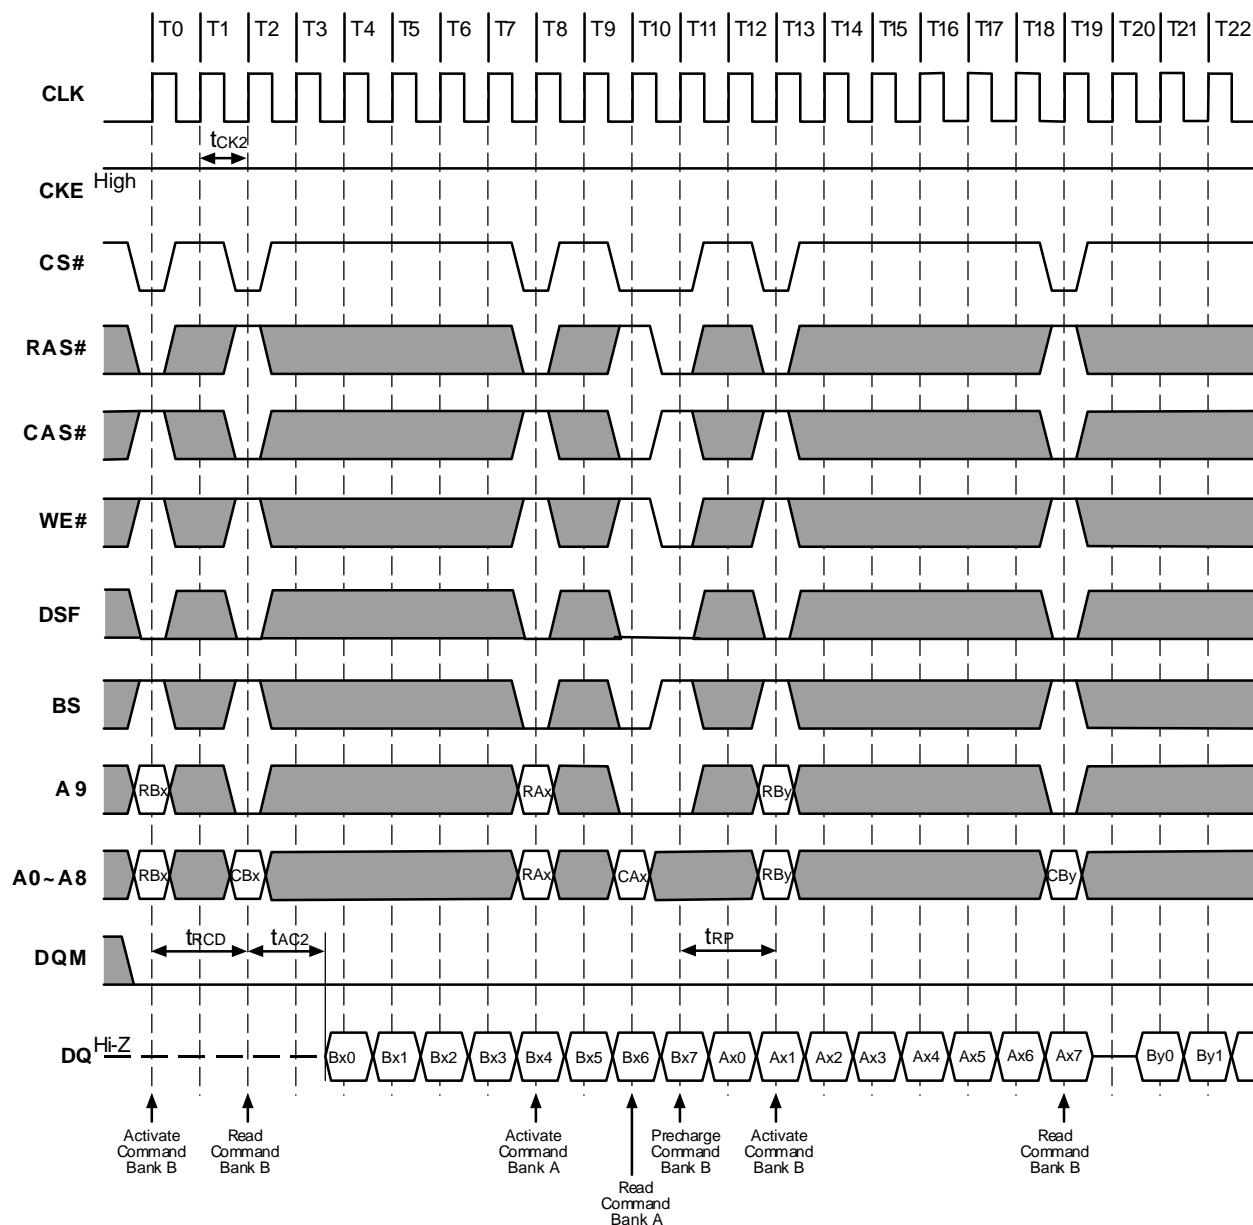 T0 T1 T2 T3 T4 T5 T6 T7 T8 T9 T10 T11 T12 T13 T14 T15 T16 T17 T18 T19 T20 T21 T22
CLK
tCK2
High
CKE
CS#
RAS#
CAS#
WE#
DSF
BS
A9 RBx RAx RBy
A0~A8 RBx CBx RAx CAx RBy CBy
tRCD tAC2 tRP
DQM
Hi-Z
DQ Bx0 Bx1 Bx2 Bx3 Bx4 Bx5 Bx6 Bx7 Ax0 Ax1 Ax2 Ax3 Ax4 Ax5 Ax6 Ax7 By0 By1
Activate
Command
Bank B
Read
Command
Bank B
Activate
Command
Bank A
Read
Command
Bank A
Precharge
Command
Bank B
Activate
Command
Bank B
Read
Command
Bank B